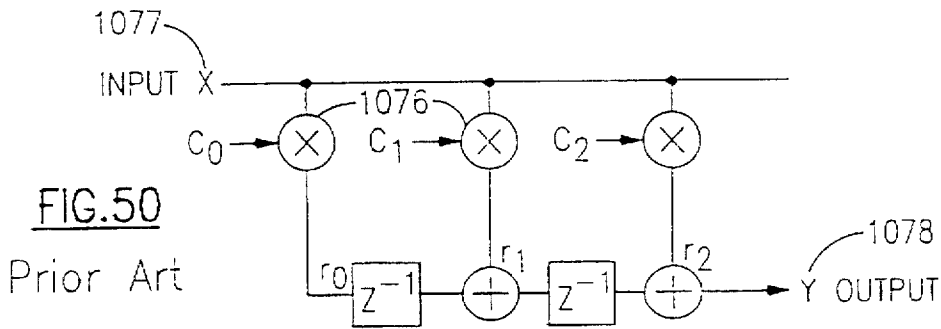 1077
INPUT X
1076
C0 × C1 × C2 ×
FIG.50
Prior Art
r0 Z⁻¹ + r1 Z⁻¹ + r2
1078
Y OUTPUT